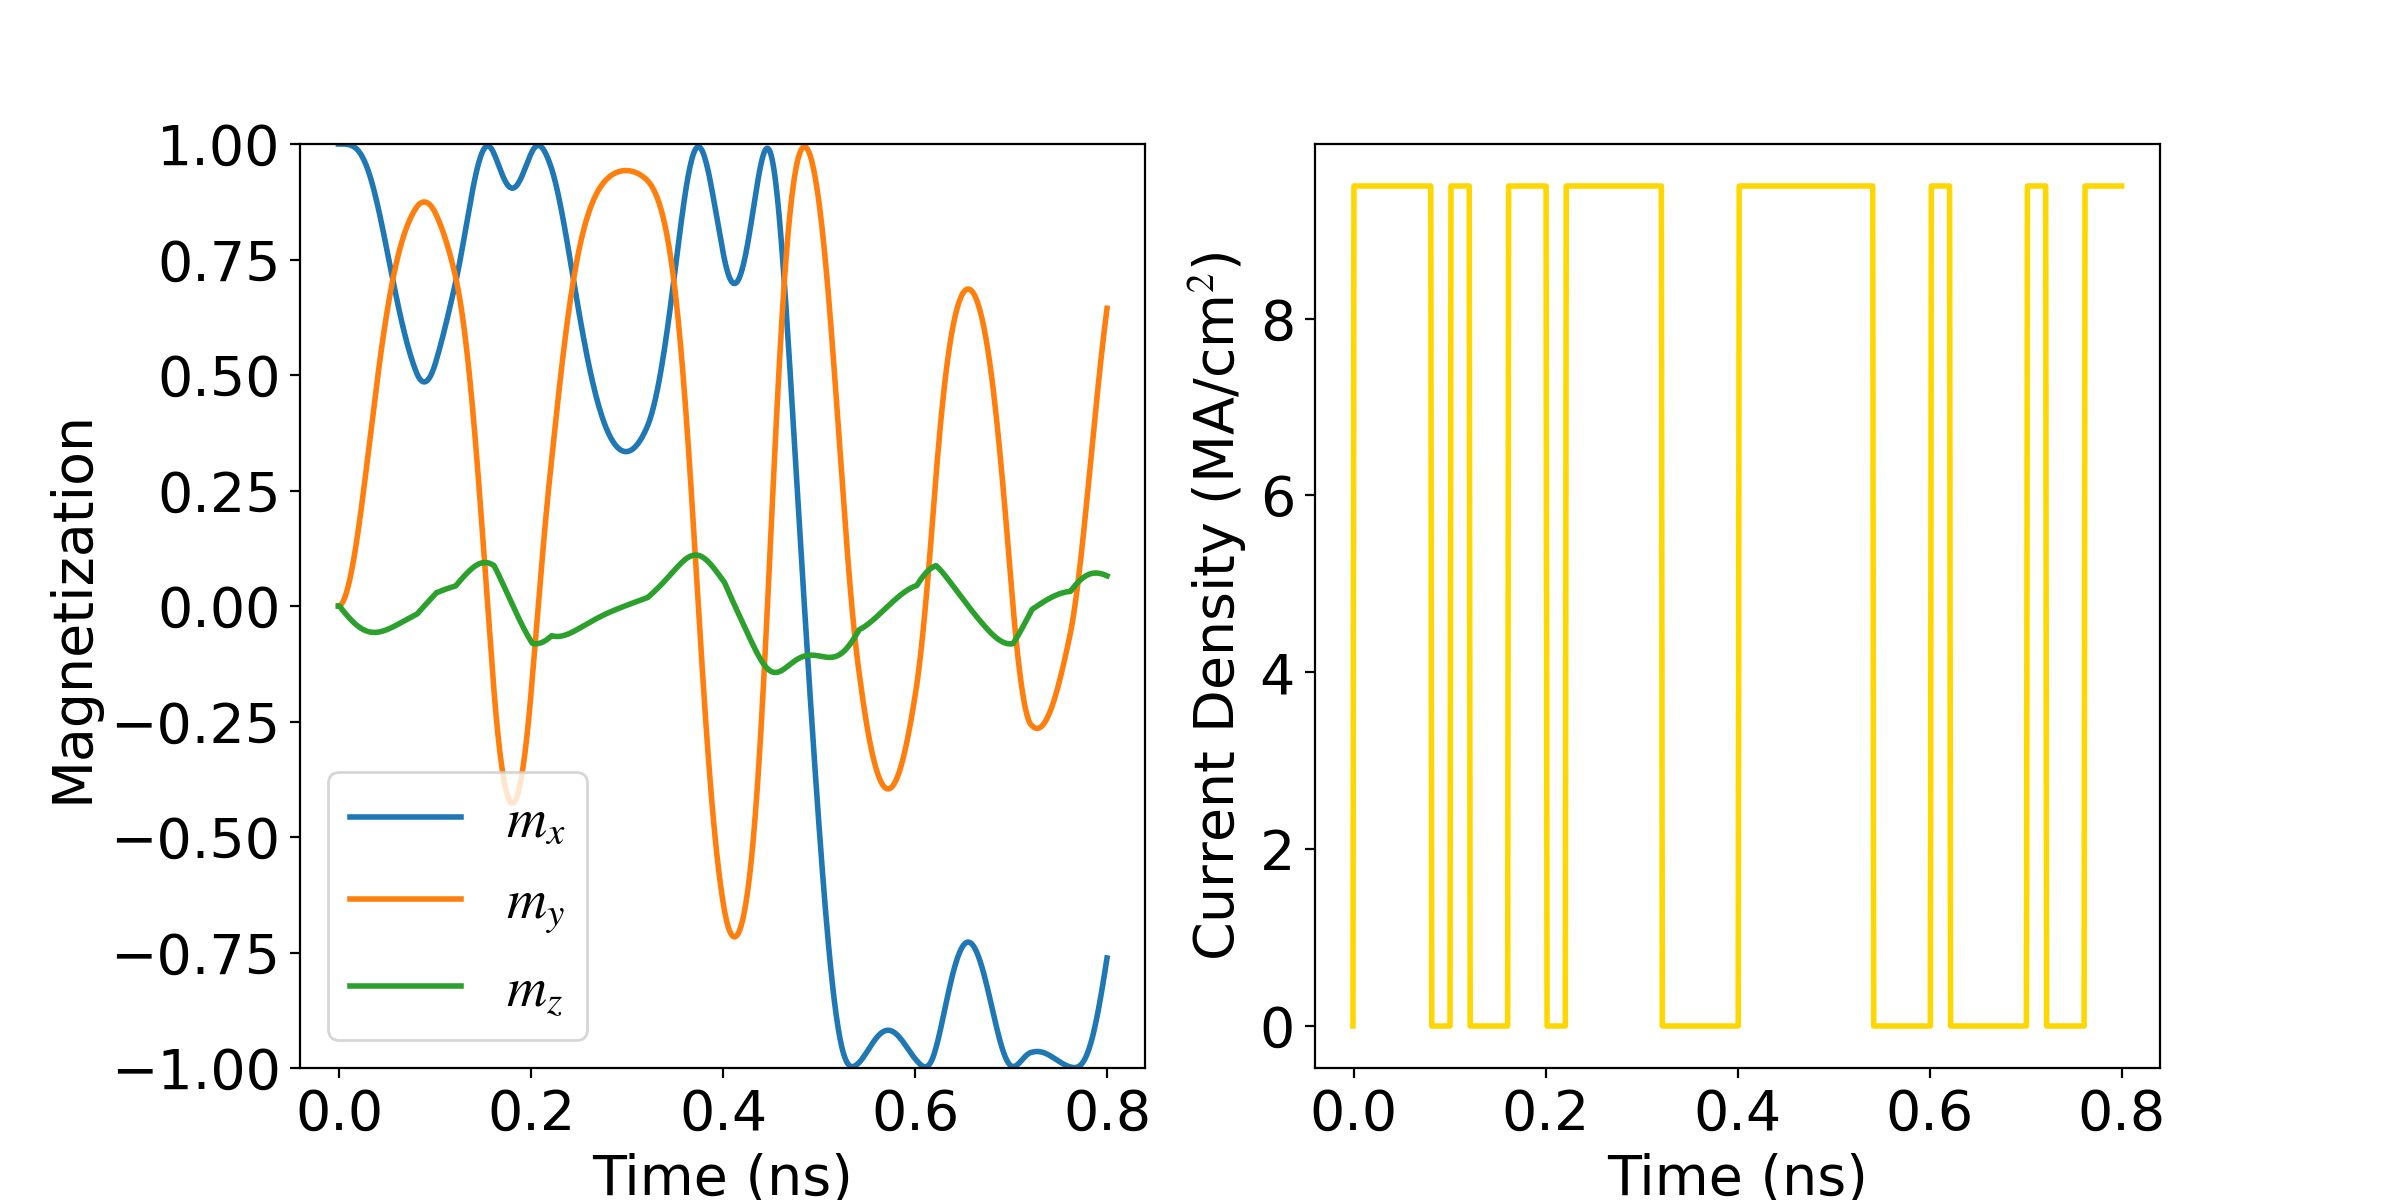 1.00
0.75
0.50
0.25
0.00
−0.25
−0.50
−0.75
−1.00
Magnetization
m_x
m_y
m_z
0.0 0.2 0.4 0.6 0.8
Time (ns)
8
6
4
2
0
Current Density (MA/cm²)
0.0 0.2 0.4 0.6 0.8
Time (ns)